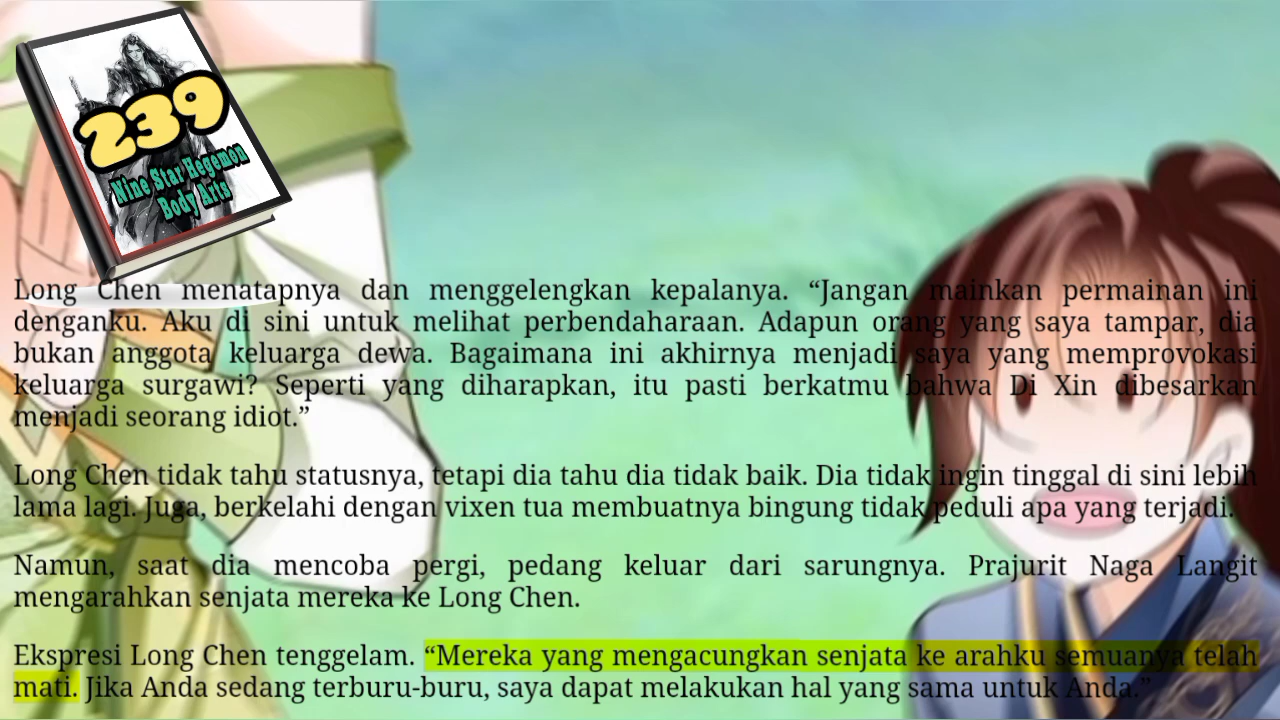 239
Nine Star Hegemon
Body Arts
Long Chen menatapnya dan menggelengkan kepalanya. “Jangan mainkan permainan ini
denganku. Aku di sini untuk melihat perbendaharaan. Adapun orang yang saya tampar, dia
bukan anggota keluarga dewa. Bagaimana ini akhirnya menjadi saya yang memprovokasi
keluarga surgawi? Seperti yang diharapkan, itu pasti berkatmu bahwa Di Xin dibesarkan
menjadi seorang idiot.”
Long Chen tidak tahu statusnya, tetapi dia tahu dia tidak baik. Dia tidak ingin tinggal di sini lebih
lama lagi. Juga, berkelahi dengan vixen tua membuatnya bingung tidak peduli apa yang terjadi.
Namun, saat dia mencoba pergi, pedang keluar dari sarungnya. Prajurit Naga Langit
mengarahkan senjata mereka ke Long Chen.
Ekspresi Long Chen tenggelam. “Mereka yang mengacungkan senjata ke arahku semuanya telah
mati. Jika Anda sedang terburu-buru, saya dapat melakukan hal yang sama untuk Anda.”